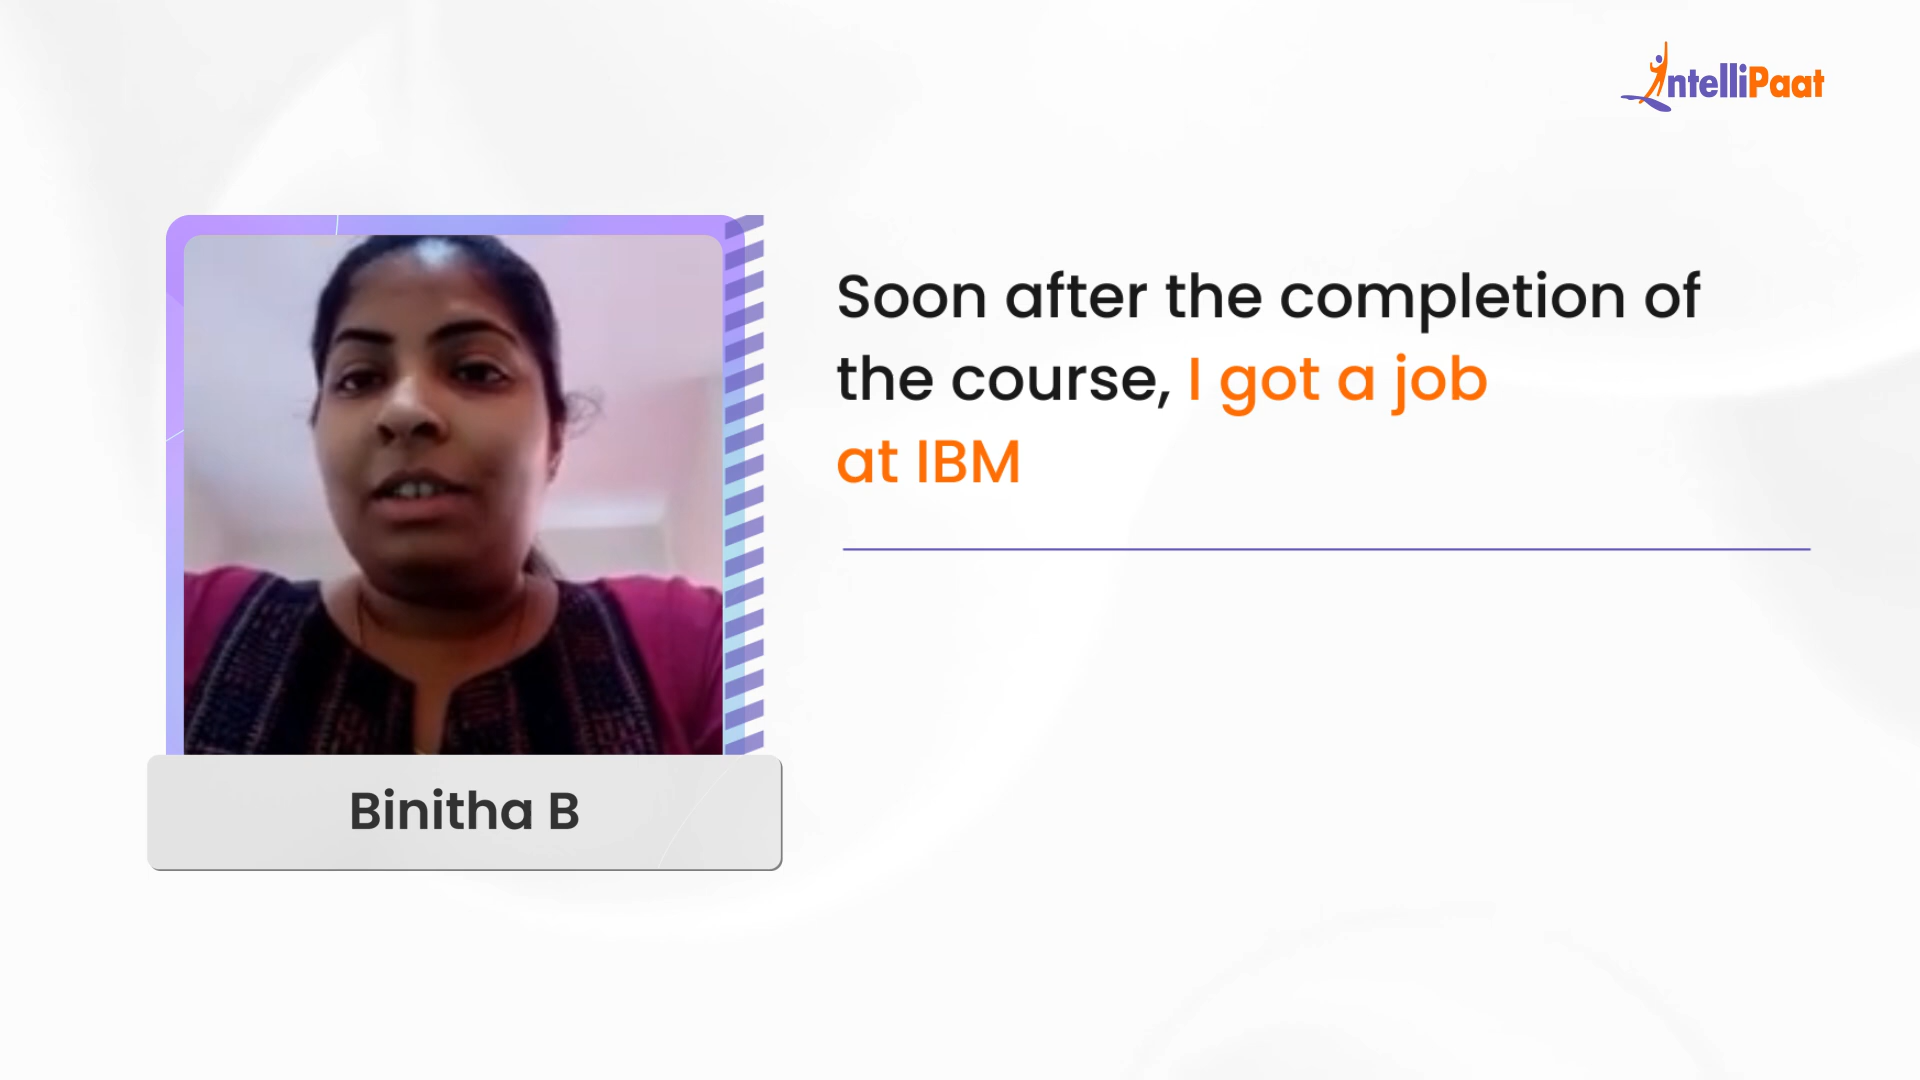 IntelliPaat
Soon after the completion of
the course, I got a job
at IBM
Binitha B